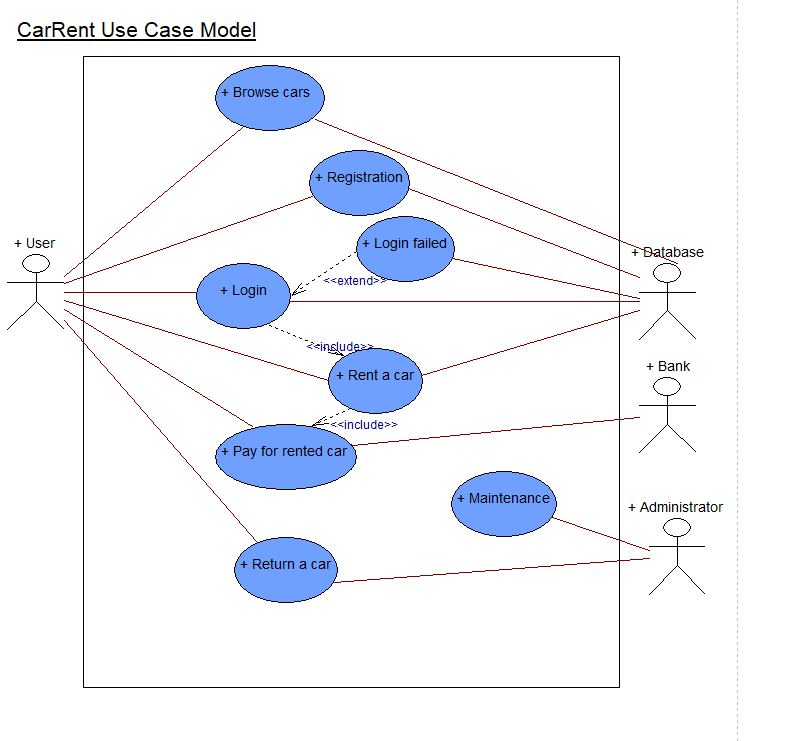 CarRent Use Case Model
+ Browse cars
+ Registration
+ User
+ Login failed
+ Database
<<extend>>
+ Login
<<include>>
+ Rent a car
+ Bank
<<include>>
+ Pay for rented car
+ Maintenance
+ Administrator
+ Return a car